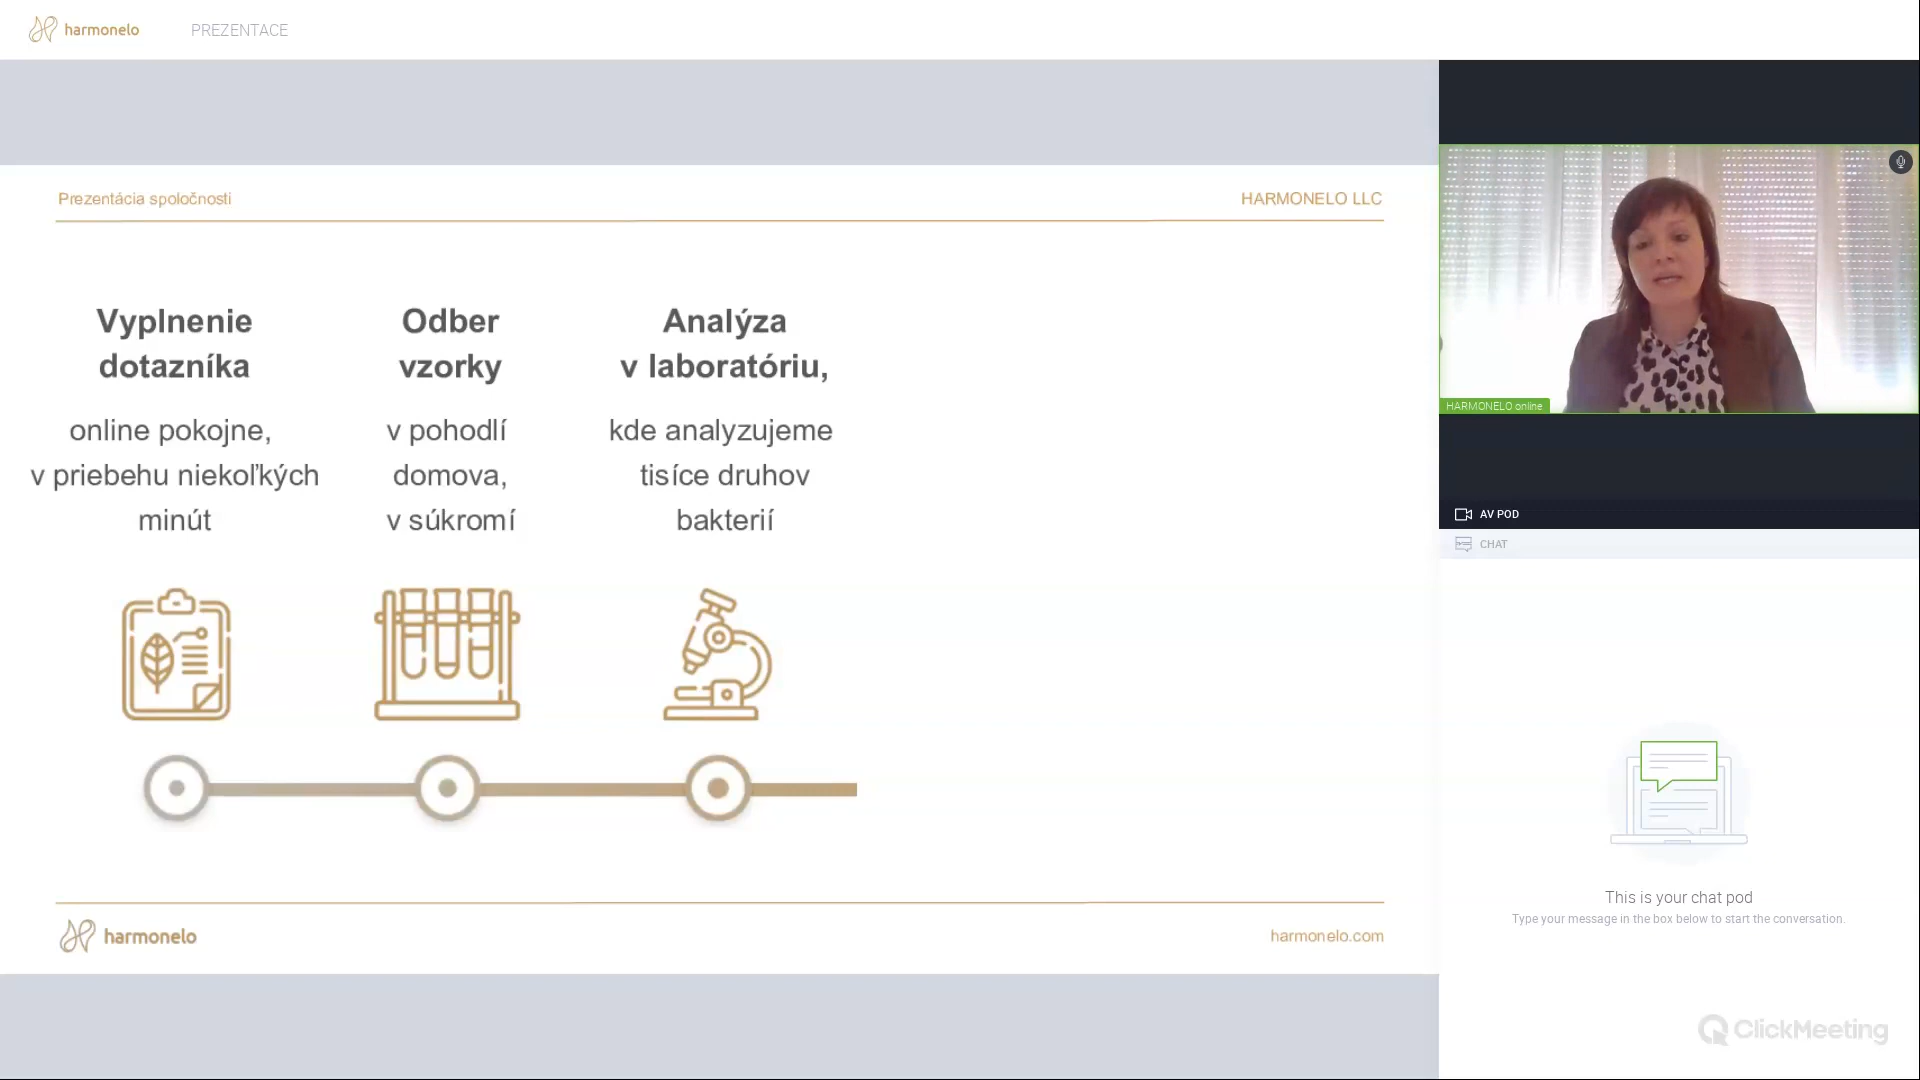 harmonelo
PREZENTACE
Prezentácia spoločnosti
HARMONELO LLC
Vyplnenie
dotazníka
online pokojne,
v priebehu niekoľkých
minút
Odber
vzorky
v pohodlí
domova,
v súkromí
Analýza
v laboratóriu,
kde analyzujeme
tisíce druhov
bakterií
harmonelo
harmonelo.com
HARMONELO online
AV POD
CHAT
This is your chat pod
Type your message in the box below to start the conversation.
ClickMeeting